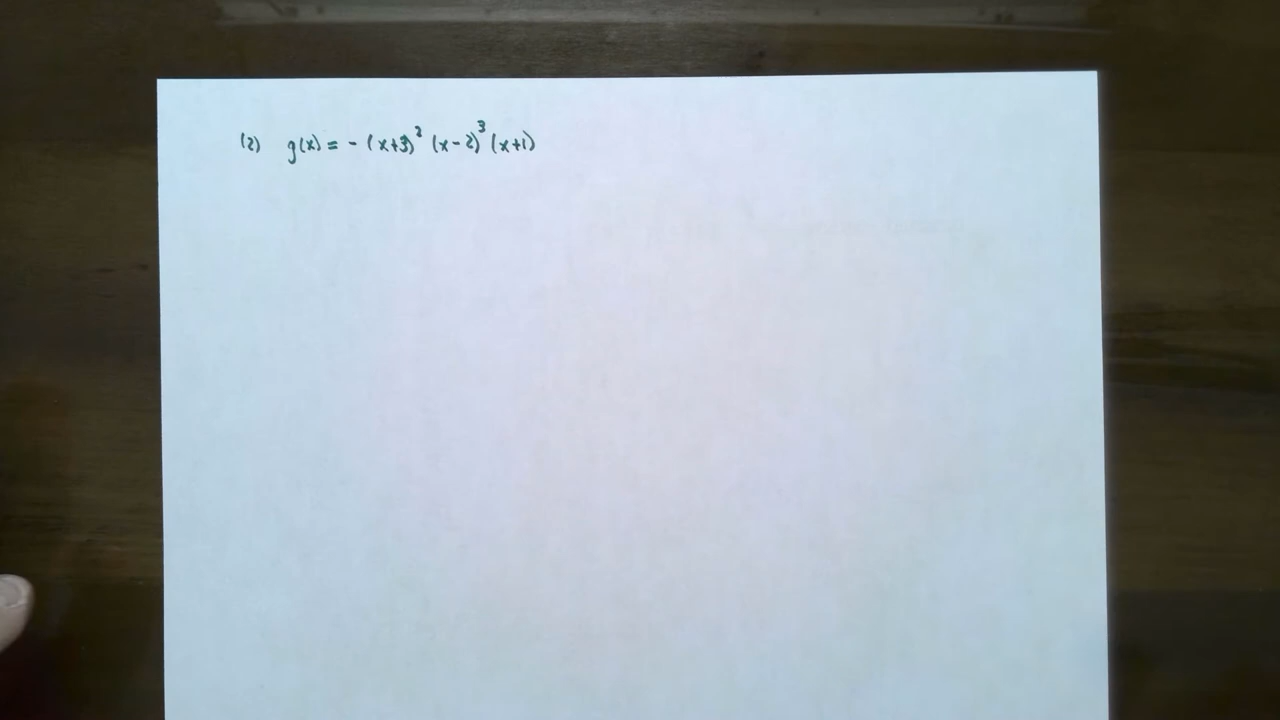 (2) g(x) = - (x+3)² (x-2)³ (x+1)